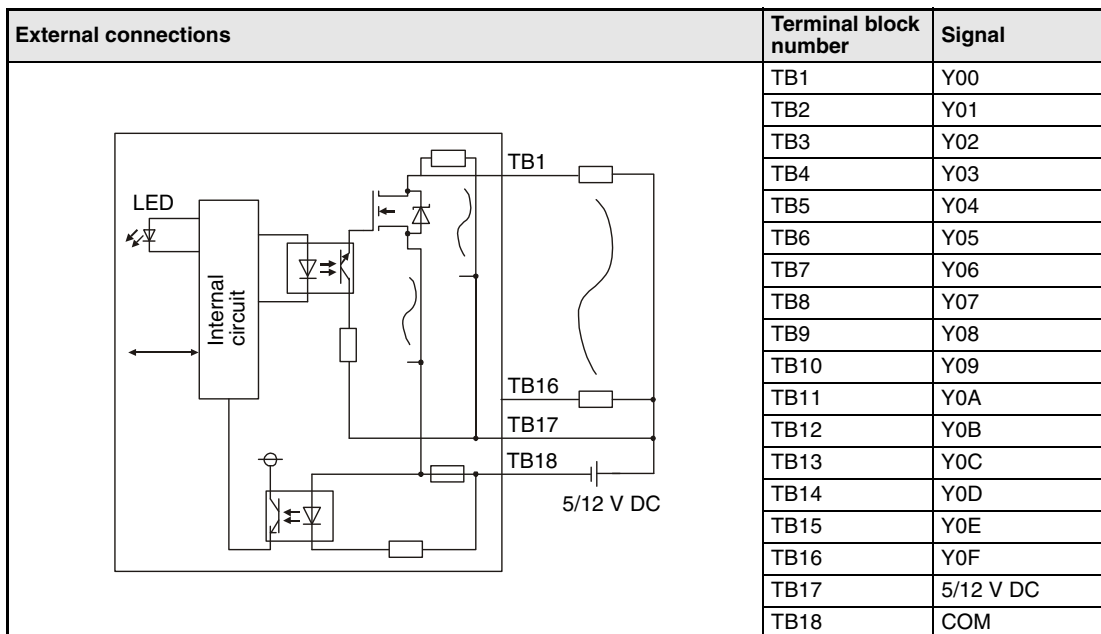 External connections
Terminal block number
Signal
TB1 Y00
TB2 Y01
TB3 Y02
TB4 Y03
TB5 Y04
TB6 Y05
TB7 Y06
TB8 Y07
TB9 Y08
TB10 Y09
TB11 Y0A
TB12 Y0B
TB13 Y0C
TB14 Y0D
TB15 Y0E
TB16 Y0F
TB17 5/12 V DC
TB18 COM
LED
Internal
circuit
TB1
TB16
TB17
TB18
5/12 V DC